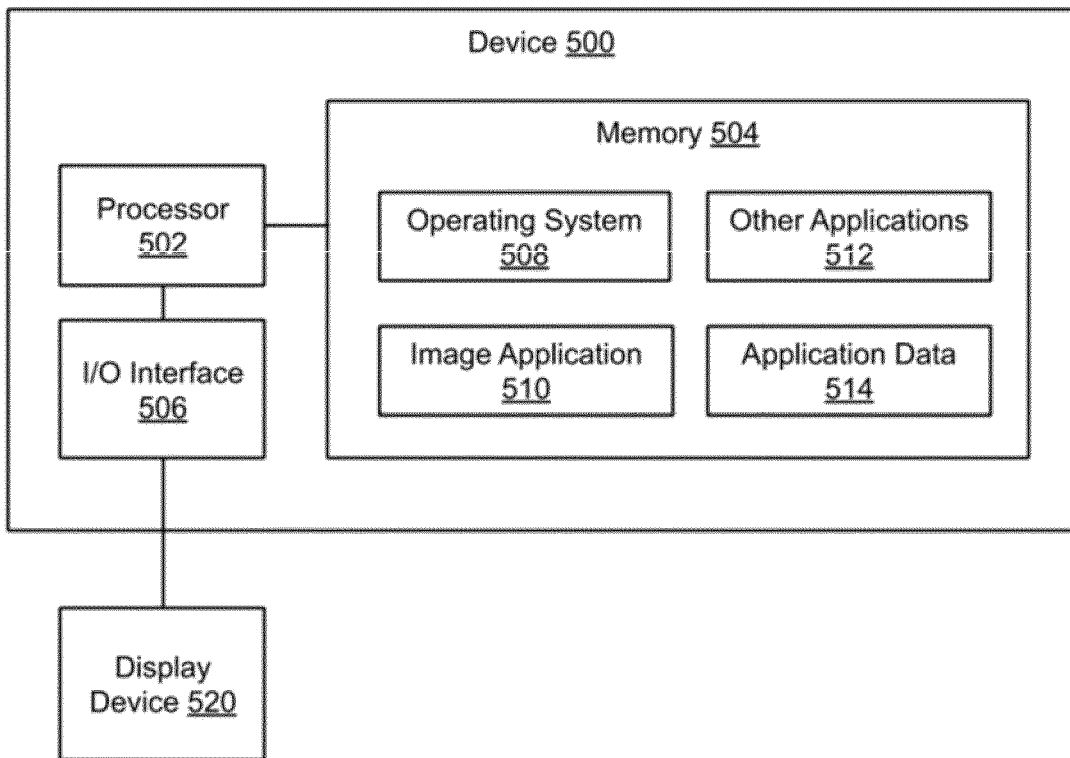 Device 500
Memory 504
Processor
502
Operating System
508
Other Applications
512
I/O Interface
506
Image Application
510
Application Data
514
Display
Device 520